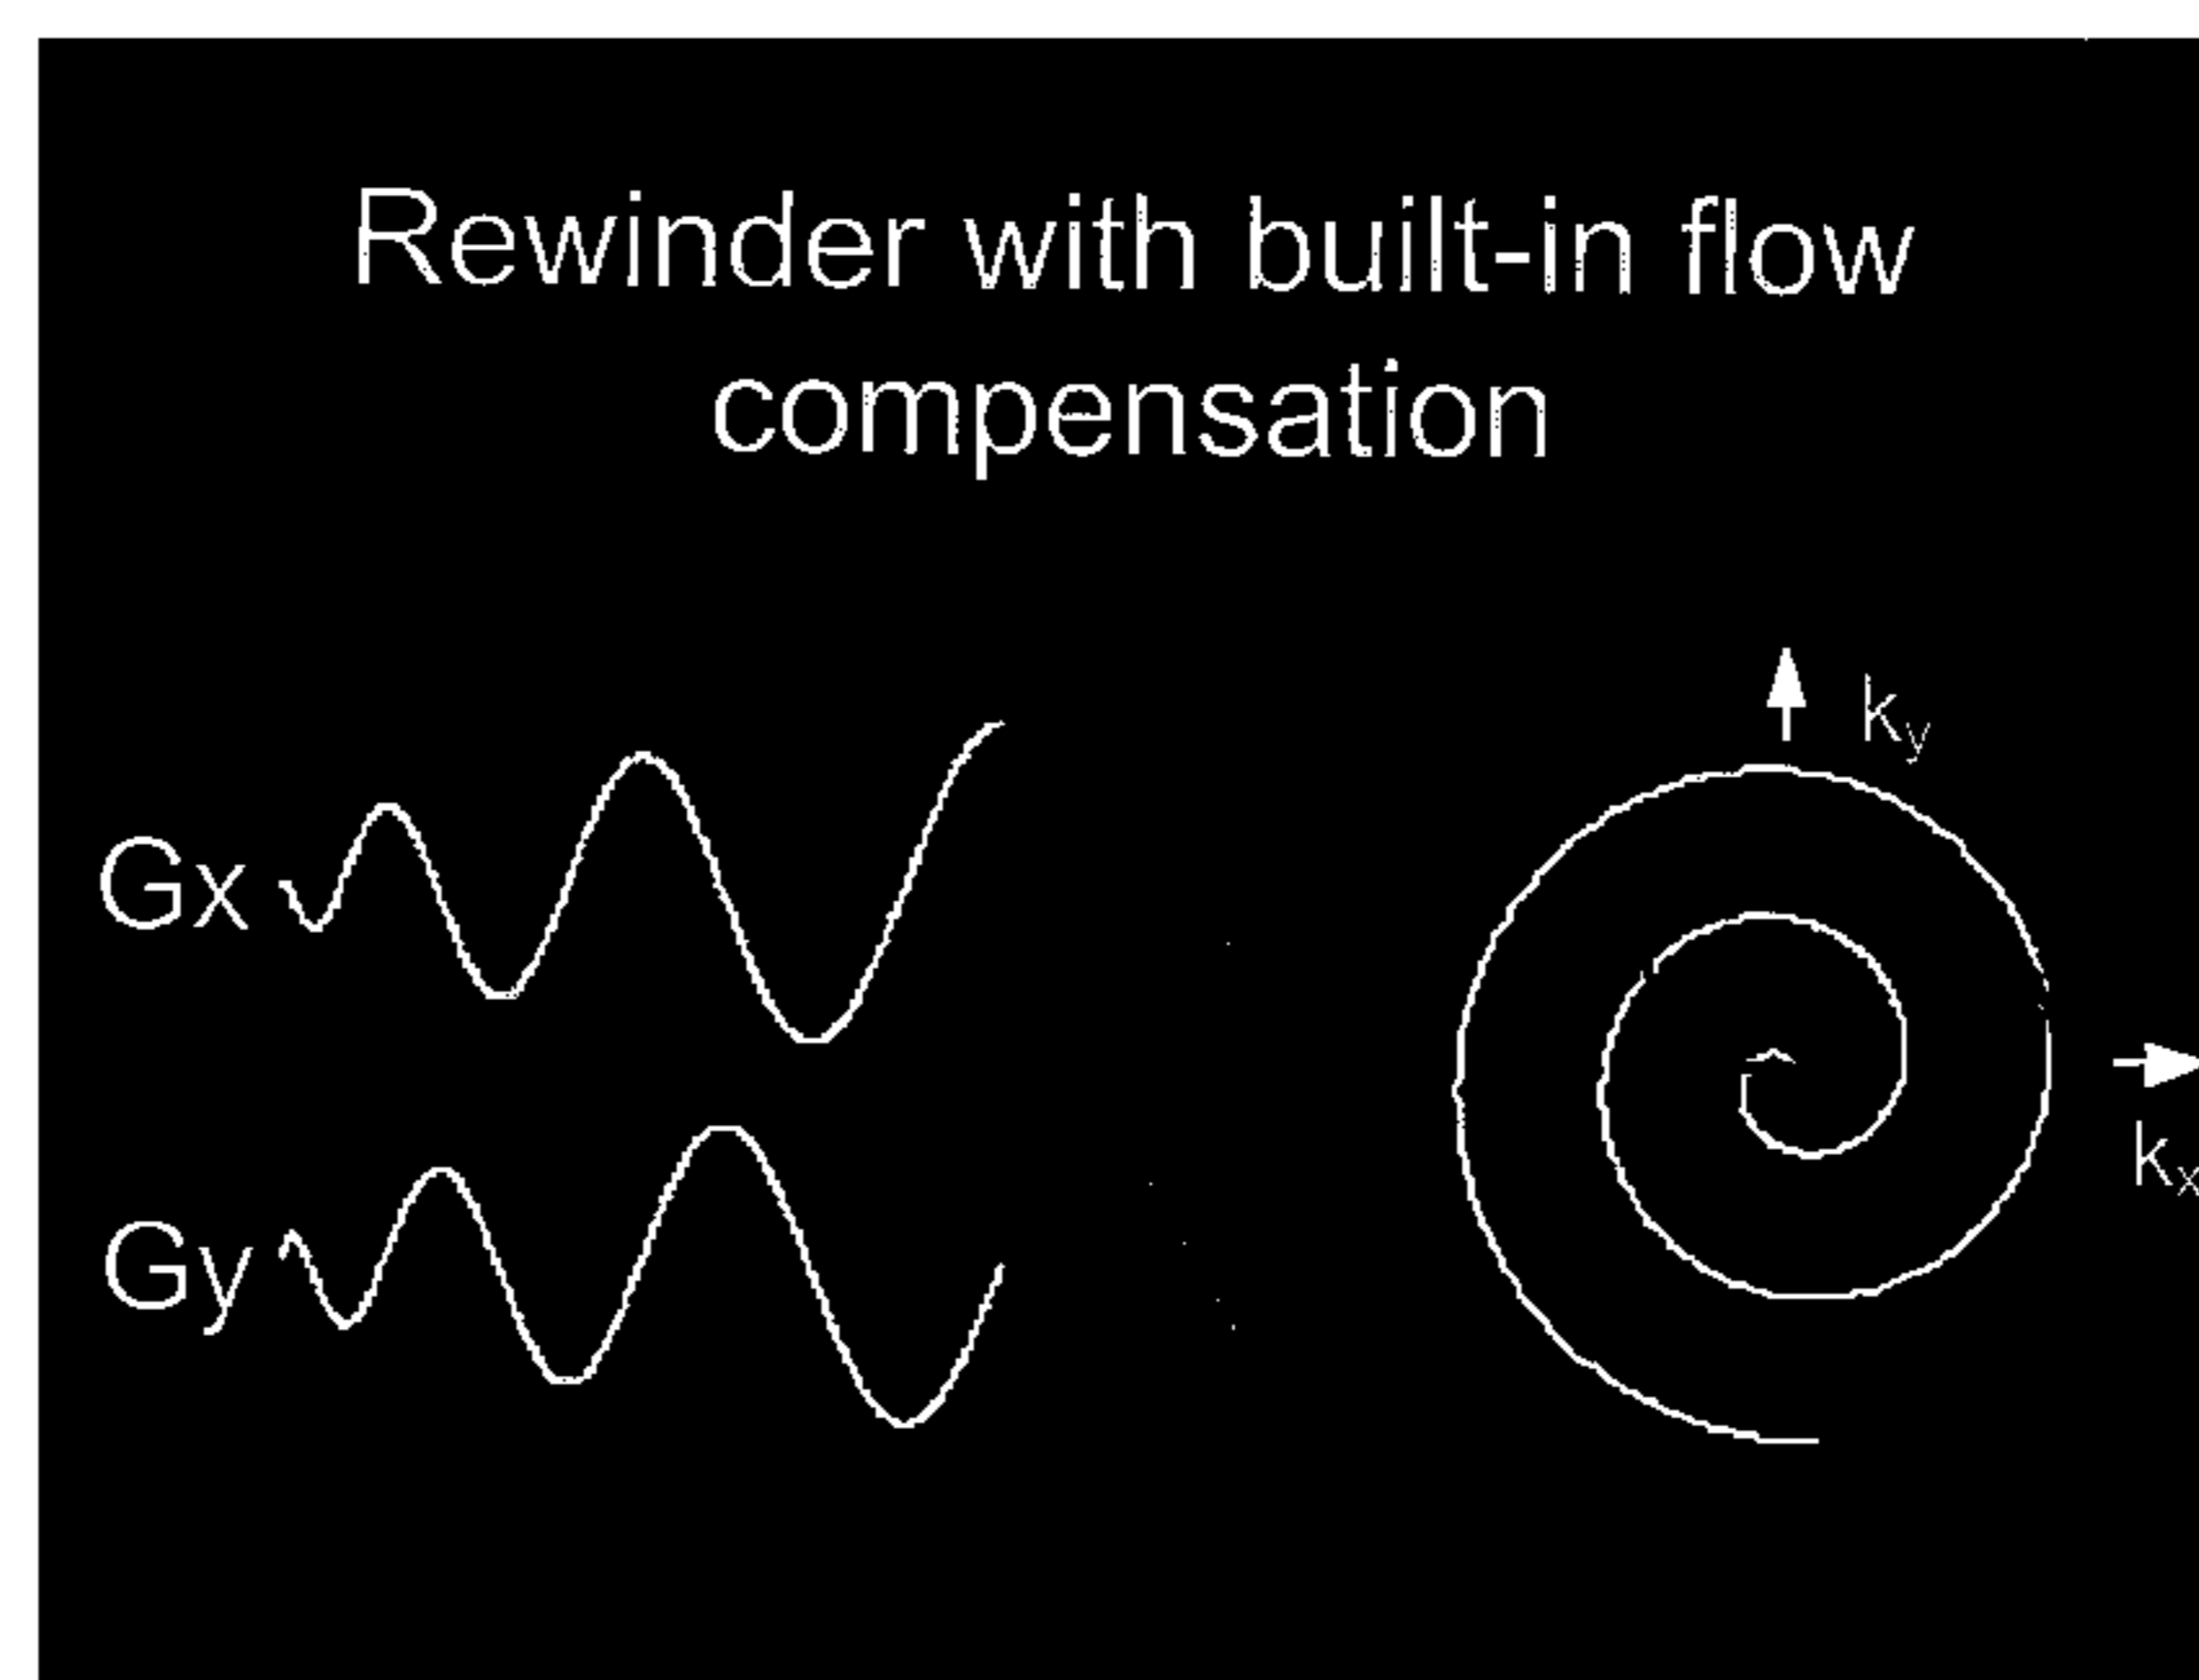 Rewinder with built-in flow
compensation
ky
Gx
kx
Gy